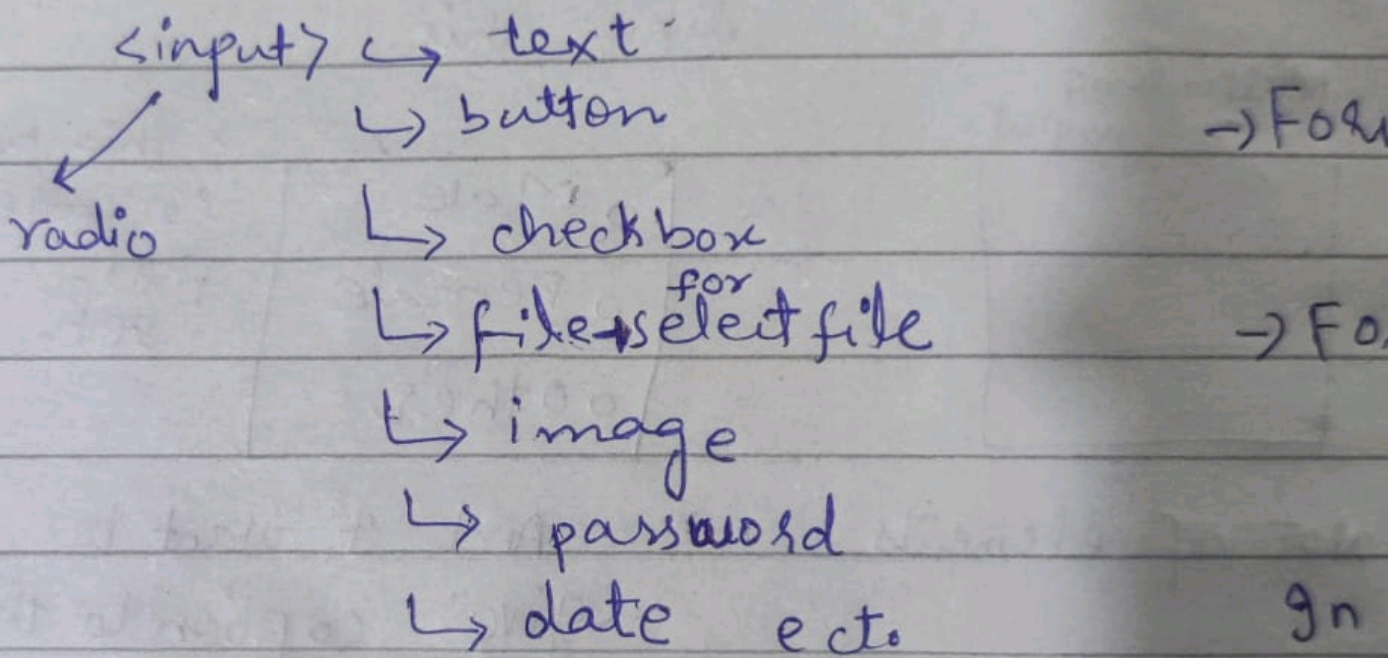 <input> ↳ text
↳ button
radio ↳ checkbox
for
↳ file → select file
↳ image
↳ password
↳ date ect.